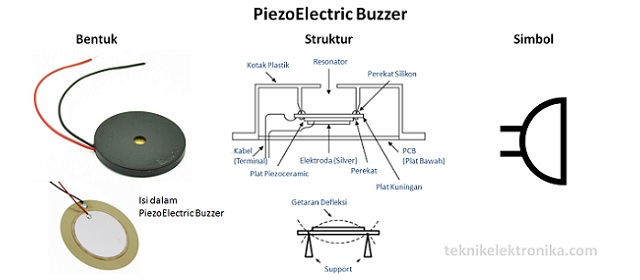 PiezoElectric Buzzer
Bentuk
Struktur
Simbol
Kotak Plastik
Resonator
Perekat Silikon
Kabel
(Terminal)
Elektroda (Silver)
Perekat
PCB
(Plat Bawah)
Plat Piezoceramic
Plat Kuningan
Isi dalam
PiezoElectric Buzzer
Getaran Defleksi
Support
teknikelektronika.com